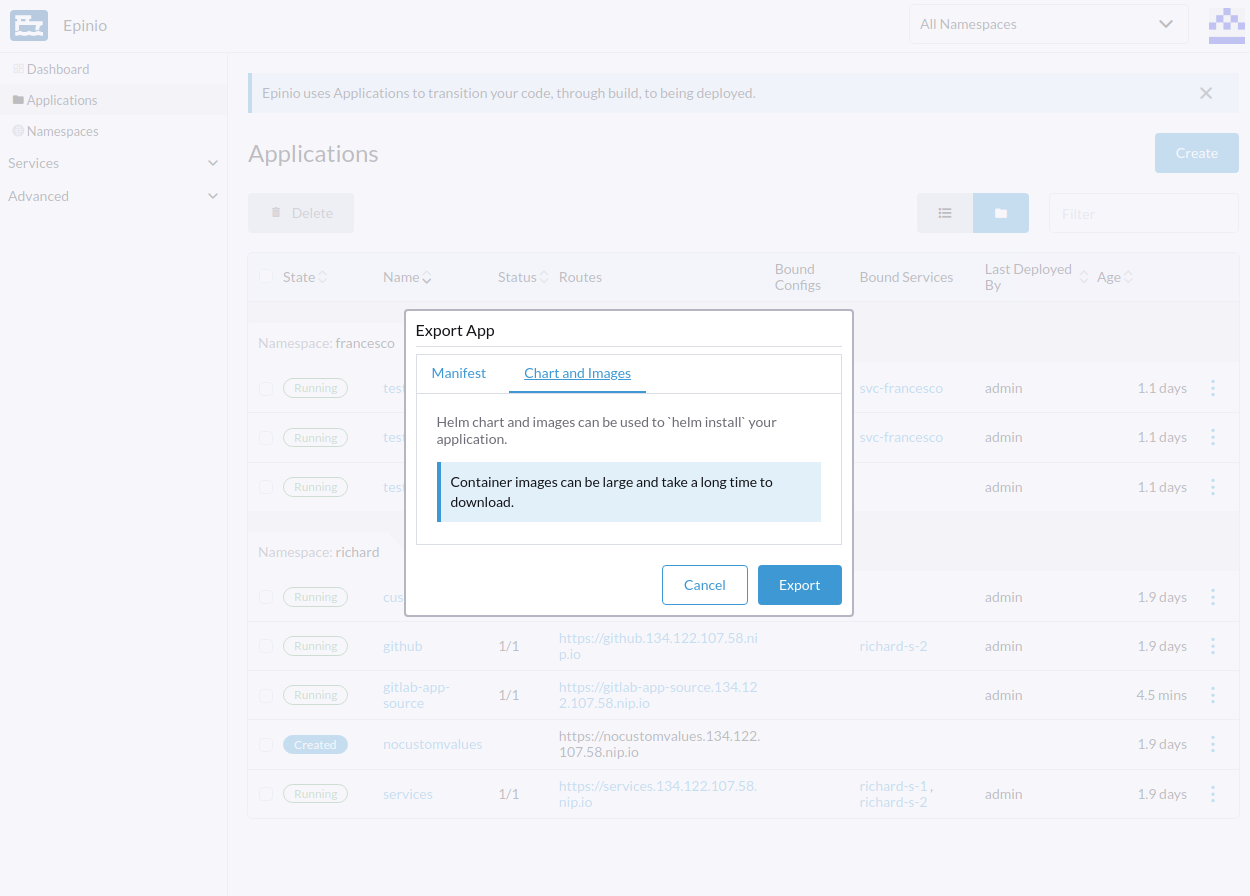 Epinio
All Namespaces
Dashboard
Applications
Namespaces
Services
Advanced
Epinio uses Applications to transition your code, through build, to being deployed.
Applications
Create
Delete
Filter
State Name Status Routes Bound Configs Bound Services Last Deployed By Age
Namespace: francesco
Running test svc-francesco admin 1.1 days
Running test svc-francesco admin 1.1 days
Running test admin 1.1 days
Export App
Manifest Chart and Images
Helm chart and images can be used to `helm install` your
application.
Container images can be large and take a long time to
download.
Cancel Export
Namespace: richard
Running admin 1.9 days
Running github 1/1 https://github.134.122.107.58.ni
p.io richard-s-2 admin 1.9 days
Running gitlab-app-
source 1/1 https://gitlab-app-source.134.12
2.107.58.nip.io admin 4.5 mins
Created nocustomvalues https://nocustomvalues.134.122.
107.58.nip.io 1.9 days
Running services 1/1 https://services.134.122.107.58.
nip.io richard-s-1 ,
richard-s-2 admin 1.9 days